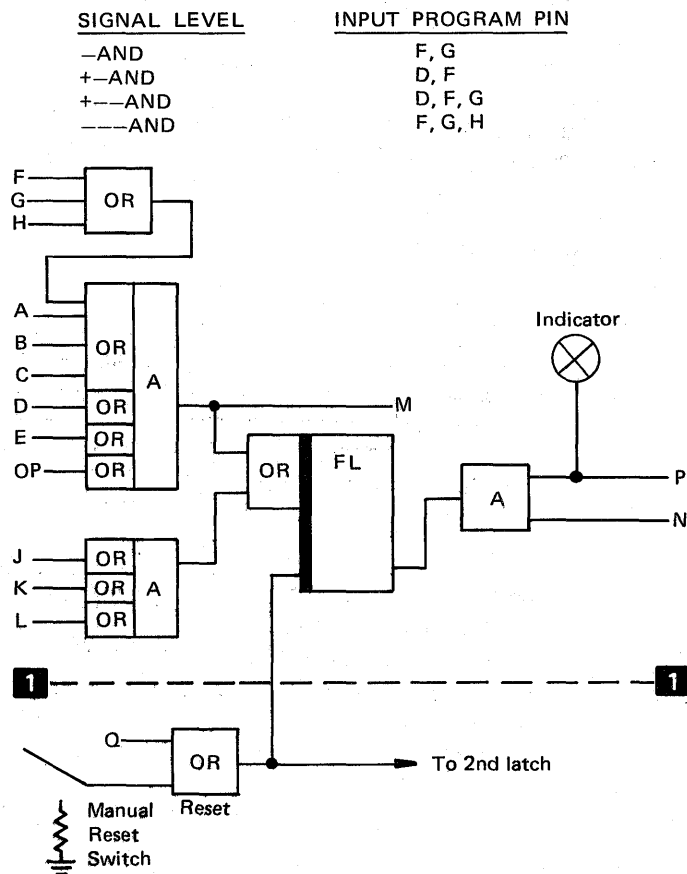 SIGNAL LEVEL INPUT PROGRAM PIN
—AND F, G
+—AND D, F
+——AND D, F, G
———AND F, G, H
F
G
H
OR
A
B
C
D
E
OP
OR
OR
OR
OR
A
M
Indicator
OR
FL
A
P
N
J
K
L
OR
OR
OR
A
1 1
Q
OR
To 2nd latch
Manual
Reset
Switch
Reset